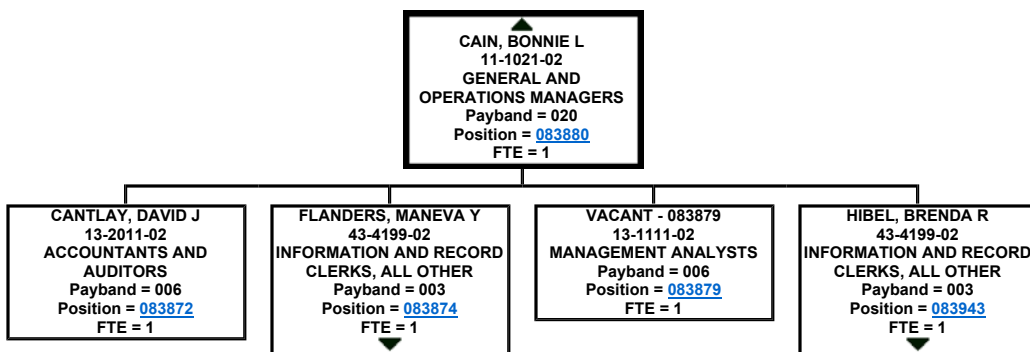 CAIN, BONNIE L
11-1021-02
GENERAL AND
OPERATIONS MANAGERS
Payband = 020
Position = 083880
FTE = 1
CANTLAY, DAVID J
13-2011-02
ACCOUNTANTS AND
AUDITORS
Payband = 006
Position = 083872
FTE = 1
FLANDERS, MANEVA Y
43-4199-02
INFORMATION AND RECORD
CLERKS, ALL OTHER
Payband = 003
Position = 083874
FTE = 1
VACANT - 083879
13-1111-02
MANAGEMENT ANALYSTS
Payband = 006
Position = 083879
FTE = 1
HIBEL, BRENDA R
43-4199-02
INFORMATION AND RECORD
CLERKS, ALL OTHER
Payband = 003
Position = 083943
FTE = 1